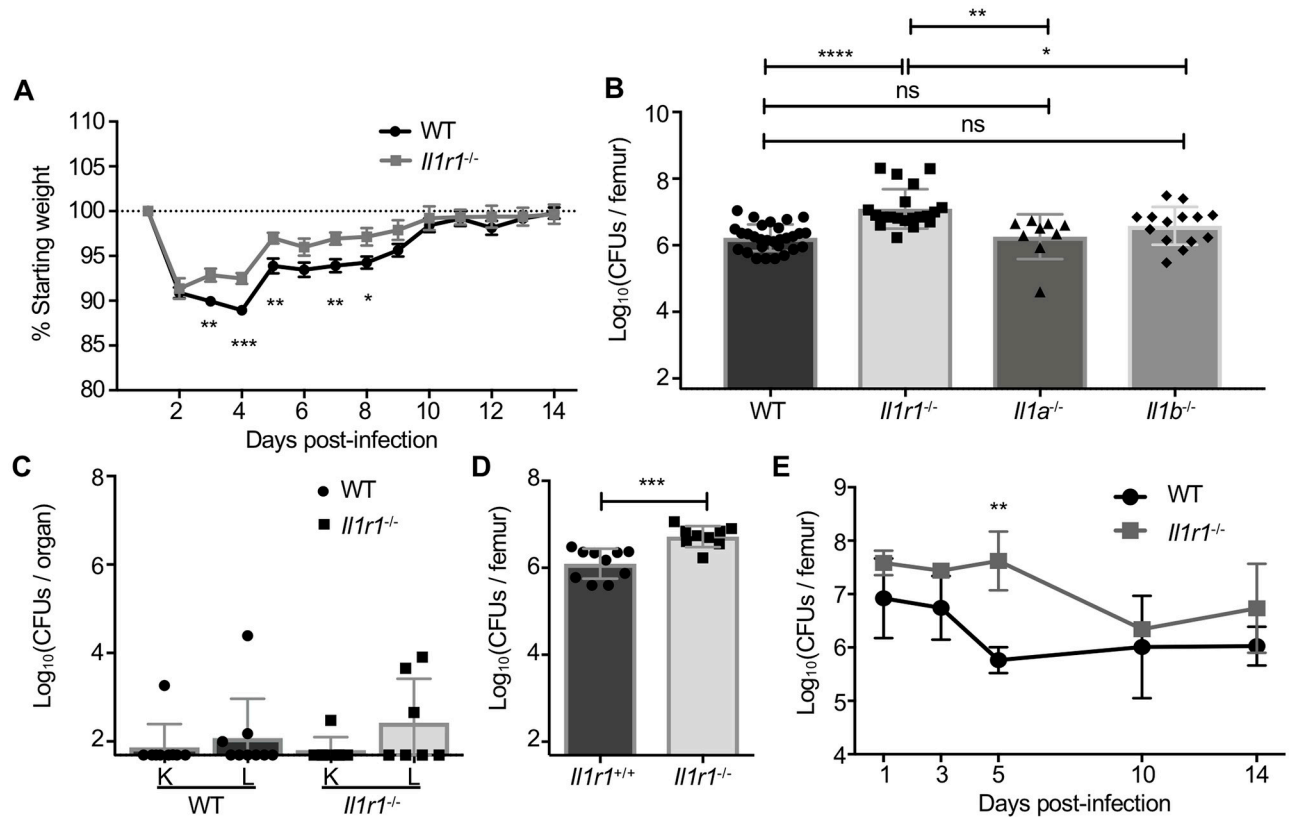 A
% Starting weight
110
105
100
95
90
85
80
WT
Il1r1-/-
**
***
**
**
*
2 4 6 8 10 12 14
Days post-infection
B
Log10(CFUs / femur)
10
8
6
4
2
**
**** *
ns
ns
WT Il1r1-/- Il1a-/- Il1b-/-
C
Log10(CFUs / organ)
8
6
4
2
WT
Il1r1-/-
K L K L
WT Il1r1-/-
D
Log10(CFUs / femur)
8
6
4
2
***
Il1r1+/+ Il1r1-/-
E
Log10(CFUs / femur)
9
8
7
6
5
4
**
WT
Il1r1-/-
1 3 5 10 14
Days post-infection